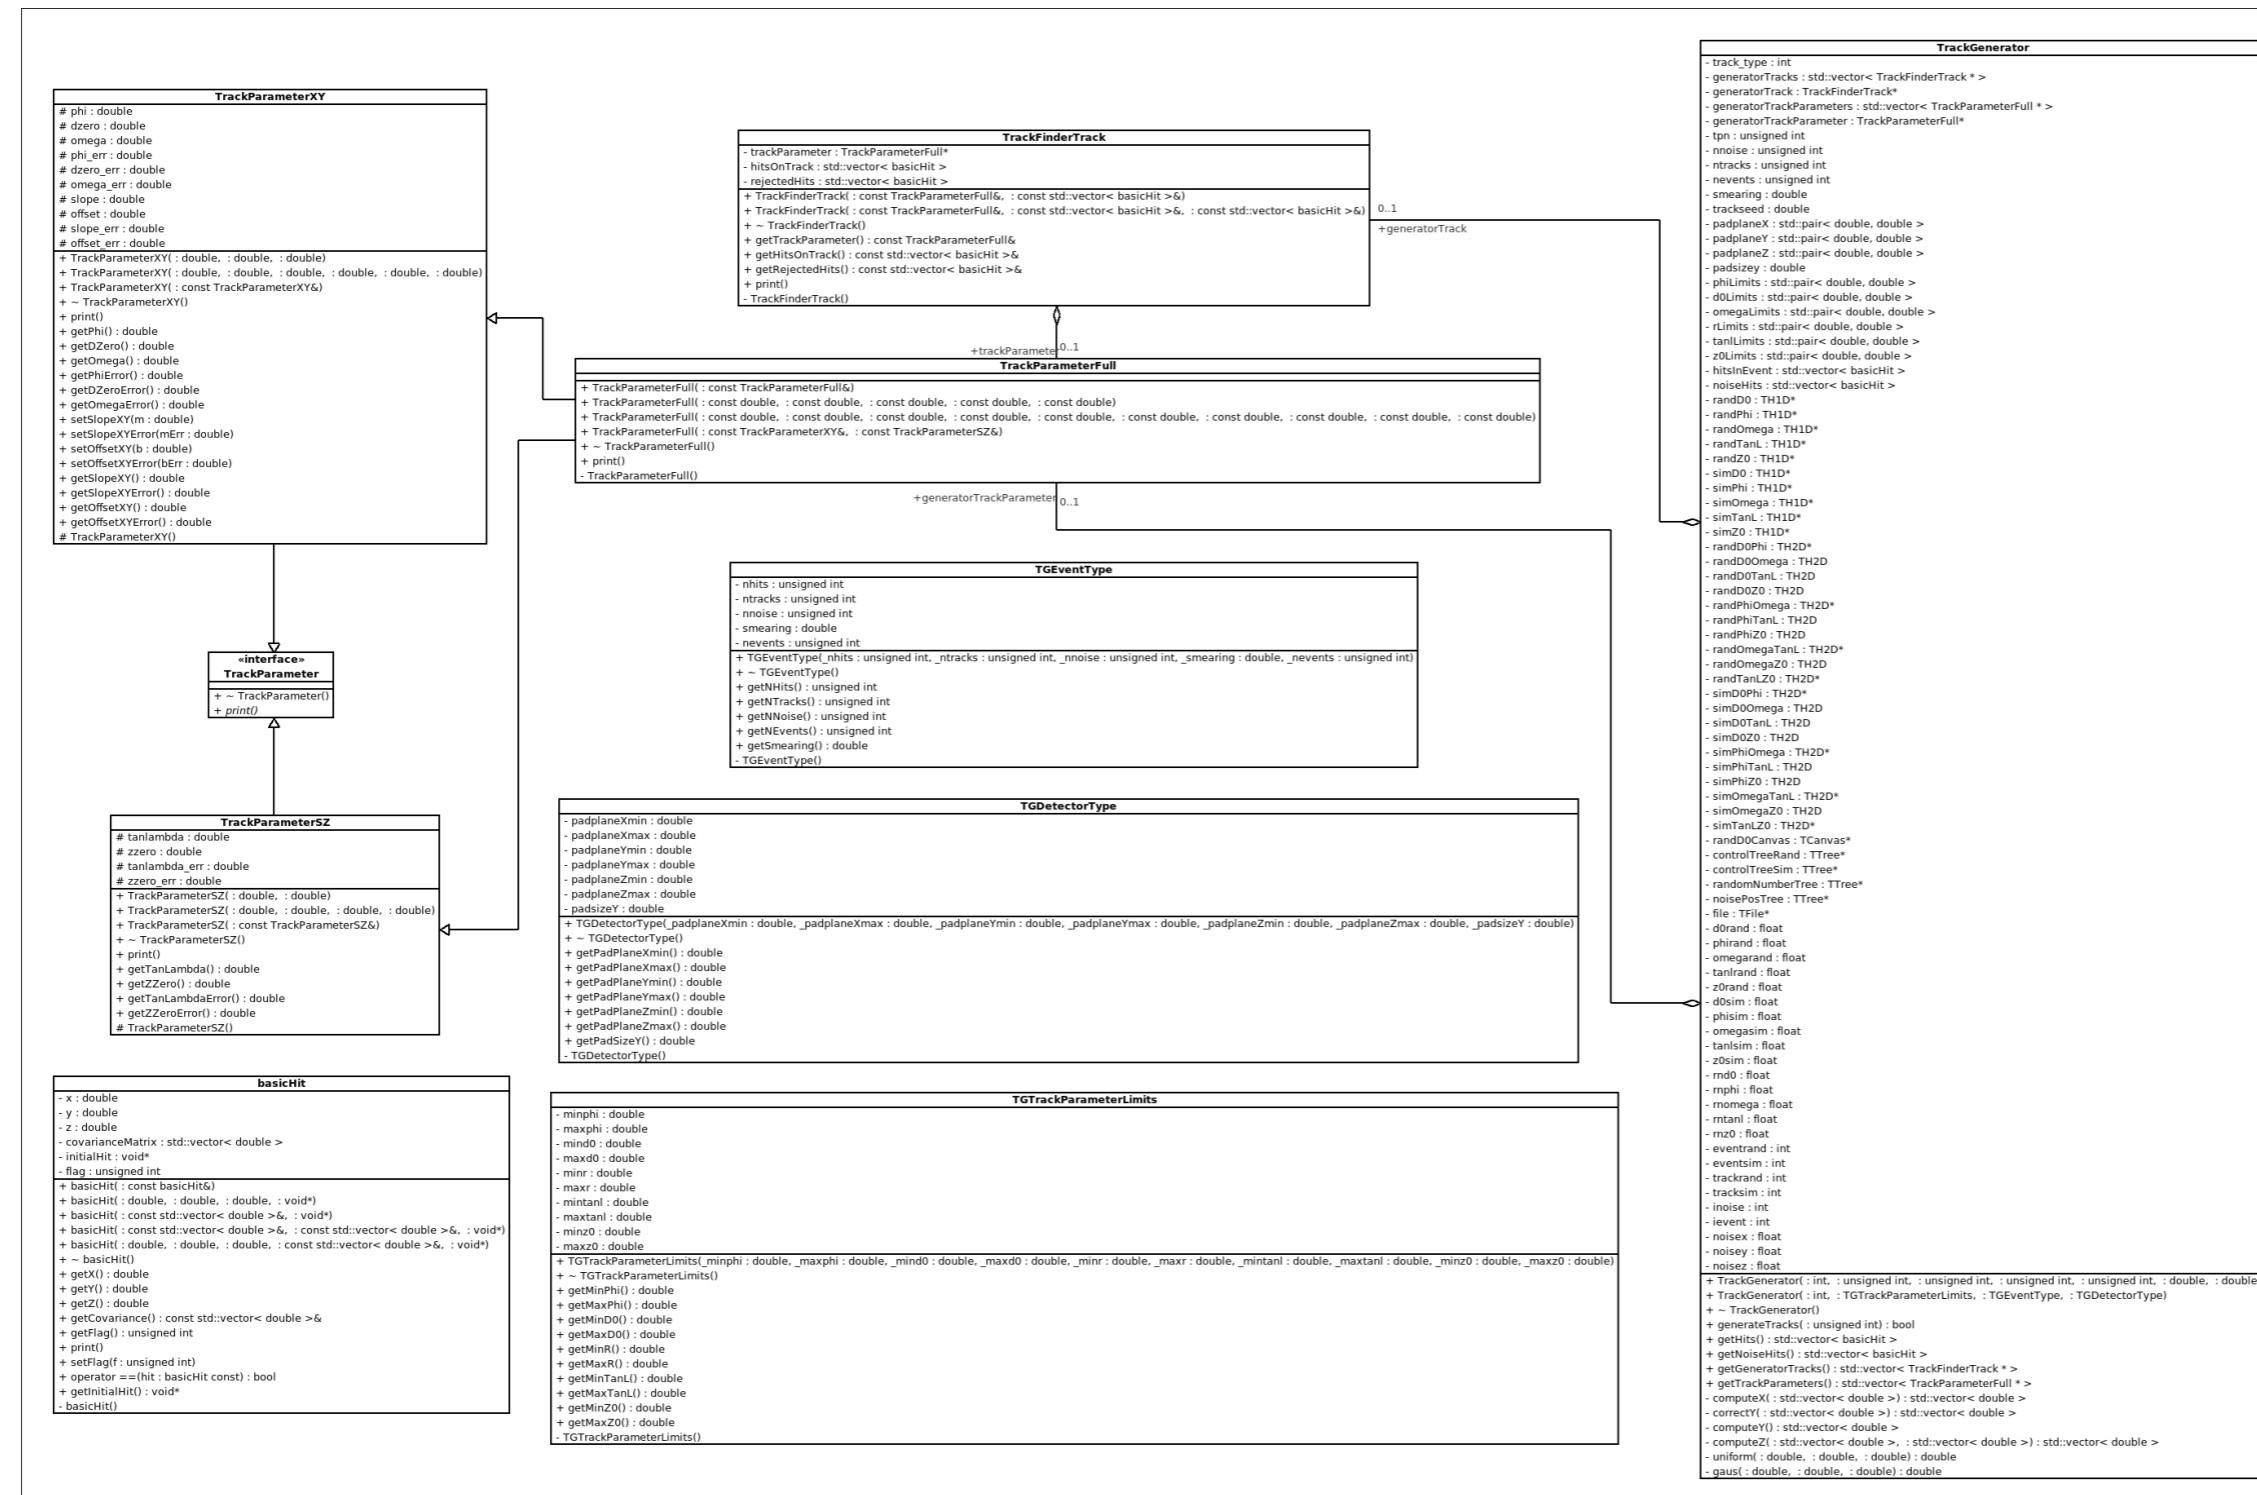 TrackParameterXY
# phi : double
# dzero : double
# omega : double
# phi_err : double
# dzero_err : double
# omega_err : double
# slope : double
# offset : double
# slope_err : double
# offset_err : double
+ TrackParameterXY( : double,  : double,  : double)
+ TrackParameterXY( : double,  : double,  : double,  : double,  : double,  : double)
+ TrackParameterXY( : const TrackParameterXY&)
+ ~ TrackParameterXY()
+ print()
+ getPhi() : double
+ getDZero() : double
+ getOmega() : double
+ getPhiError() : double
+ getDZeroError() : double
+ getOmegaError() : double
+ setSlopeXY(m : double)
+ setSlopeXYError(mErr : double)
+ setOffsetXY(b : double)
+ setOffsetXYError(bErr : double)
+ getSlopeXY() : double
+ getSlopeXYError() : double
+ getOffsetXY() : double
+ getOffsetXYError() : double
# TrackParameterXY()
«interface»
TrackParameter
+ ~ TrackParameter()
+ print()
TrackParameterSZ
# tanlambda : double
# zzero : double
# tanlambda_err : double
# zzero_err : double
+ TrackParameterSZ( : double,  : double)
+ TrackParameterSZ( : double,  : double,  : double,  : double)
+ TrackParameterSZ( : const TrackParameterSZ&)
+ ~ TrackParameterSZ()
+ print()
+ getTanLambda() : double
+ getZZero() : double
+ getTanLambdaError() : double
+ getZZeroError() : double
# TrackParameterSZ()
basicHit
- x : double
- y : double
- z : double
- covarianceMatrix : std::vector< double >
- initialHit : void*
- flag : unsigned int
+ basicHit( : const basicHit&)
+ basicHit( : double,  : double,  : double,  : void*)
+ basicHit( : const std::vector< double >&,  : void*)
+ basicHit( : const std::vector< double >&,  : const std::vector< double >&,  : void*)
+ basicHit( : double,  : double,  : double,  : const std::vector< double >&,  : void*)
+ ~ basicHit()
+ getX() : double
+ getY() : double
+ getZ() : double
+ getCovariance() : const std::vector< double >&
+ getFlag() : unsigned int
+ print()
+ setFlag(f : unsigned int)
+ operator ==(hit : basicHit const) : bool
+ getInitialHit() : void*
- basicHit()
TrackFinderTrack
- trackParameter : TrackParameterFull*
- hitsOnTrack : std::vector< basicHit >
- rejectedHits : std::vector< basicHit >
+ TrackFinderTrack( : const TrackParameterFull&,  : const std::vector< basicHit >&)
+ TrackFinderTrack( : const TrackParameterFull&,  : const std::vector< basicHit >&,  : const std::vector< basicHit >&)
+ ~ TrackFinderTrack()
+ getTrackParameter() : const TrackParameterFull&
+ getHitsOnTrack() : const std::vector< basicHit >&
+ getRejectedHits() : const std::vector< basicHit >&
+ print()
- TrackFinderTrack()
0..1
+generatorTrack
+trackParameter
0..1
TrackParameterFull
+ TrackParameterFull( : const TrackParameterFull&)
+ TrackParameterFull( : const double,  : const double,  : const double,  : const double,  : const double)
+ TrackParameterFull( : const double,  : const double,  : const double,  : const double,  : const double,  : const double,  : const double,  : const double,  : const double,  : const double)
+ TrackParameterFull( : const TrackParameterXY&,  : const TrackParameterSZ&)
+ ~ TrackParameterFull()
+ print()
- TrackParameterFull()
+generatorTrackParameter
0..1
TGEventType
- nhits : unsigned int
- ntracks : unsigned int
- nnoise : unsigned int
- smearing : double
- nevents : unsigned int
+ TGEventType(_nhits : unsigned int, _ntracks : unsigned int, _nnoise : unsigned int, _smearing : double, _nevents : unsigned int)
+ ~ TGEventType()
+ getNHits() : unsigned int
+ getNTracks() : unsigned int
+ getNNoise() : unsigned int
+ getNEvents() : unsigned int
+ getSmearing() : double
- TGEventType()
TGDetectorType
- padplaneXmin : double
- padplaneXmax : double
- padplaneYmin : double
- padplaneYmax : double
- padplaneZmin : double
- padplaneZmax : double
- padsizeY : double
+ TGDetectorType(_padplaneXmin : double, _padplaneXmax : double, _padplaneYmin : double, _padplaneYmax : double, _padplaneZmin : double, _padplaneZmax : double, _padsizeY : double)
+ ~ TGDetectorType()
+ getPadPlaneXmin() : double
+ getPadPlaneXmax() : double
+ getPadPlaneYmin() : double
+ getPadPlaneYmax() : double
+ getPadPlaneZmin() : double
+ getPadPlaneZmax() : double
+ getPadSizeY() : double
- TGDetectorType()
TGTrackParameterLimits
- minphi : double
- maxphi : double
- mind0 : double
- maxd0 : double
- minr : double
- maxr : double
- mintanl : double
- maxtanl : double
- minz0 : double
- maxz0 : double
+ TGTrackParameterLimits(_minphi : double, _maxphi : double, _mind0 : double, _maxd0 : double, _minr : double, _maxr : double, _mintanl : double, _maxtanl : double, _minz0 : double, _maxz0 : double)
+ ~ TGTrackParameterLimits()
+ getMinPhi() : double
+ getMaxPhi() : double
+ getMinD0() : double
+ getMaxD0() : double
+ getMinR() : double
+ getMaxR() : double
+ getMinTanL() : double
+ getMaxTanL() : double
+ getMinZ0() : double
+ getMaxZ0() : double
- TGTrackParameterLimits()
TrackGenerator
- track_type : int
- generatorTracks : std::vector< TrackFinderTrack * >
- generatorTrack : TrackFinderTrack*
- generatorTrackParameters : std::vector< TrackParameterFull * >
- generatorTrackParameter : TrackParameterFull*
- tpn : unsigned int
- nnoise : unsigned int
- ntracks : unsigned int
- nevents : unsigned int
- smearing : double
- trackseed : double
- padplaneX : std::pair< double, double >
- padplaneY : std::pair< double, double >
- padplaneZ : std::pair< double, double >
- padsizey : double
- phiLimits : std::pair< double, double >
- d0Limits : std::pair< double, double >
- omegaLimits : std::pair< double, double >
- rLimits : std::pair< double, double >
- tanlLimits : std::pair< double, double >
- z0Limits : std::pair< double, double >
- hitsInEvent : std::vector< basicHit >
- noiseHits : std::vector< basicHit >
- randD0 : TH1D*
- randPhi : TH1D*
- randOmega : TH1D*
- randTanL : TH1D*
- randZ0 : TH1D*
- simD0 : TH1D*
- simPhi : TH1D*
- simOmega : TH1D*
- simTanL : TH1D*
- simZ0 : TH1D*
- randD0Phi : TH2D*
- randD0Omega : TH2D
- randD0TanL : TH2D
- randD0Z0 : TH2D
- randPhiOmega : TH2D*
- randPhiTanL : TH2D
- randPhiZ0 : TH2D
- randOmegaTanL : TH2D*
- randOmegaZ0 : TH2D
- randTanLZ0 : TH2D*
- simD0Phi : TH2D*
- simD0Omega : TH2D
- simD0TanL : TH2D
- simD0Z0 : TH2D
- simPhiOmega : TH2D*
- simPhiTanL : TH2D
- simPhiZ0 : TH2D
- simOmegaTanL : TH2D*
- simOmegaZ0 : TH2D
- simTanLZ0 : TH2D*
- randD0Canvas : TCanvas*
- controlTreeRand : TTree*
- controlTreeSim : TTree*
- randomNumberTree : TTree*
- noisePosTree : TTree*
- file : TFile*
- d0rand : float
- phirand : float
- omegarand : float
- tanlrand : float
- z0rand : float
- d0sim : float
- phisim : float
- omegasim : float
- tanlsim : float
- z0sim : float
- rnd0 : float
- rnphi : float
- rnomega : float
- rntanl : float
- rnz0 : float
- eventrand : int
- eventsim : int
- trackrand : int
- tracksim : int
- inoise : int
- ievent : int
- noisex : float
- noisey : float
- noisez : float
+ TrackGenerator( : int,  : unsigned int,  : unsigned int,  : unsigned int,  : unsigned int,  : double,  : double
+ TrackGenerator( : int,  : TGTrackParameterLimits,  : TGEventType,  : TGDetectorType)
+ ~ TrackGenerator()
+ generateTracks( : unsigned int) : bool
+ getHits() : std::vector< basicHit >
+ getNoiseHits() : std::vector< basicHit >
+ getGeneratorTracks() : std::vector< TrackFinderTrack * >
+ getTrackParameters() : std::vector< TrackParameterFull * >
- computeX( : std::vector< double >) : std::vector< double >
- correctY( : std::vector< double >) : std::vector< double >
- computeY() : std::vector< double >
- computeZ( : std::vector< double >,  : std::vector< double >) : std::vector< double >
- uniform( : double,  : double,  : double) : double
- gaus( : double,  : double,  : double) : double